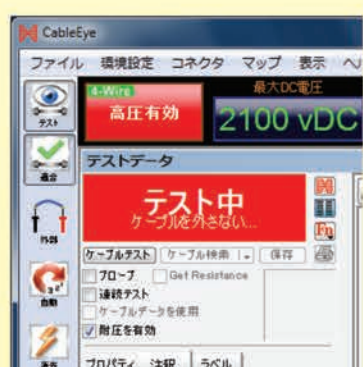 CableEye
ファイル 環境設定 コネクタ マップ 表示 ヘ
4-Wire
高圧有効
最大DC電圧
2100 vDC
テスト
適合
外部
自動
テストデータ
テスト中
ケーブルを外さない...
ケーブルテスト ケーブル検索 保存
プローブ Get Resistance
連続テスト
ケーブルデータを使用
耐圧を有効
プロパティ 注釈 ラベル